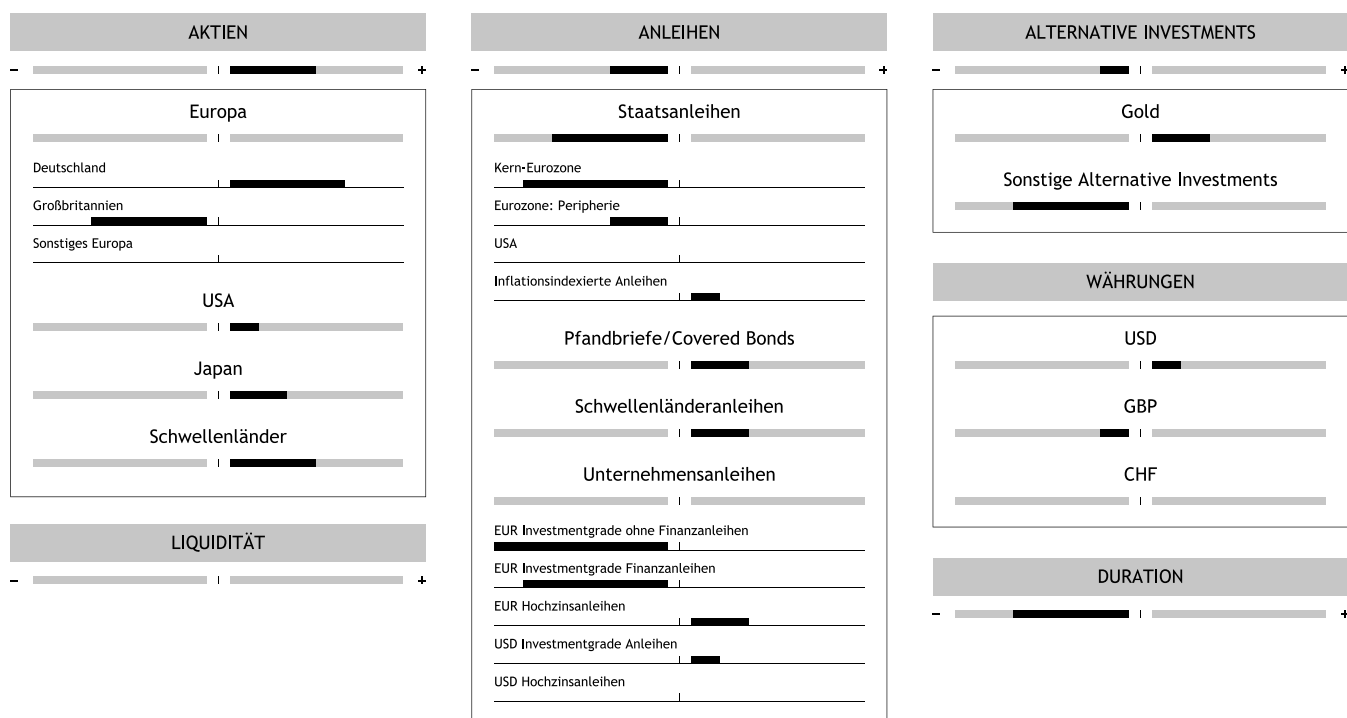 AKTIEN
- +
Europa
Deutschland
Großbritannien
Sonstiges Europa
USA
Japan
Schwellenländer
LIQUIDITÄT
- +
ANLEIHEN
- +
Staatsanleihen
Kern-Eurozone
Eurozone: Peripherie
USA
Inflationsindexierte Anleihen
Pfandbriefe/Covered Bonds
Schwellenländeranleihen
Unternehmensanleihen
EUR Investmentgrade ohne Finanzanleihen
EUR Investmentgrade Finanzanleihen
EUR Hochzinsanleihen
USD Investmentgrade Anleihen
USD Hochzinsanleihen
ALTERNATIVE INVESTMENTS
- +
Gold
Sonstige Alternative Investments
WÄHRUNGEN
USD
GBP
CHF
DURATION
- +